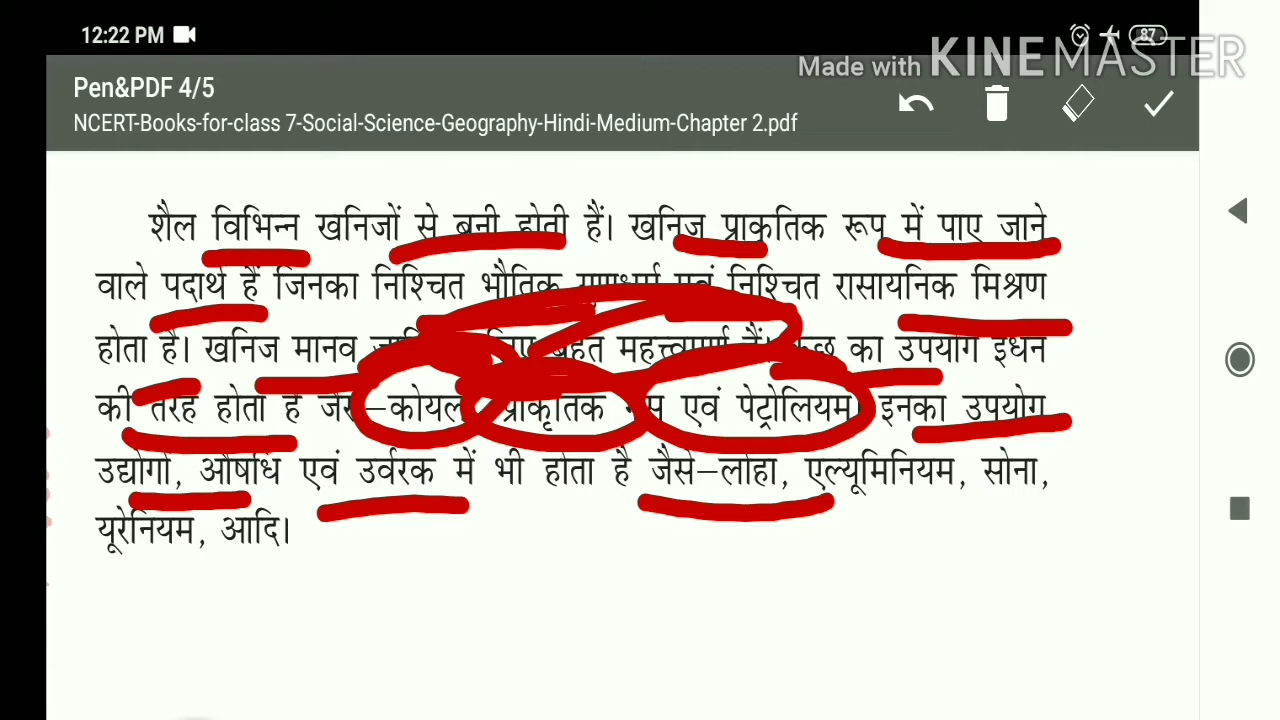 12:22 PM
87
Made with KINEMASTER
Pen&PDF 4/5
NCERT-Books-for-class 7-Social-Science-Geography-Hindi-Medium-Chapter 2.pdf
शैल विभिन्न खनिजों से बनी होती हैं। खनिज प्राकृतिक रूप में पाए जाने
वाले पदार्थ हैं जिनका निश्चित भौतिक गुणधर्म एवं निश्चित रासायनिक मिश्रण
होता है। खनिज मानव बहुत महत्त्वपूर्ण हैं। कुछ का उपयोग ईंधन
की तरह होता है जैसे–कोयला, प्राकृतिक एवं पेट्रोलियम। इनका उपयोग
उद्योगों, औषधि एवं उर्वरक में भी होता है जैसे–लोहा, एल्यूमिनियम, सोना,
यूरेनियम, आदि।